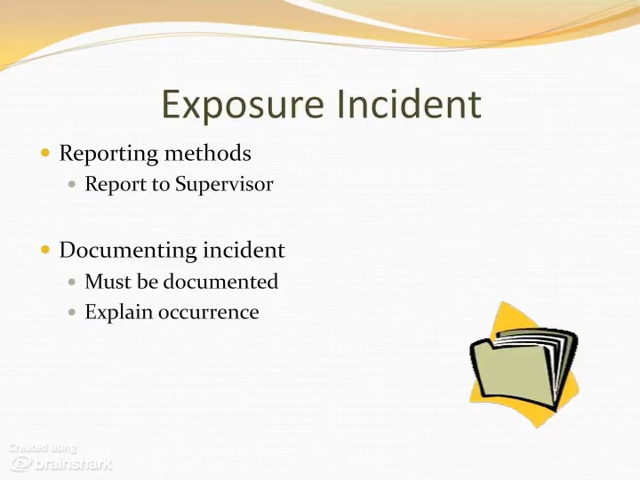 Exposure Incident
Reporting methods
Report to Supervisor
Documenting incident
Must be documented
Explain occurrence
Created using
brainshark